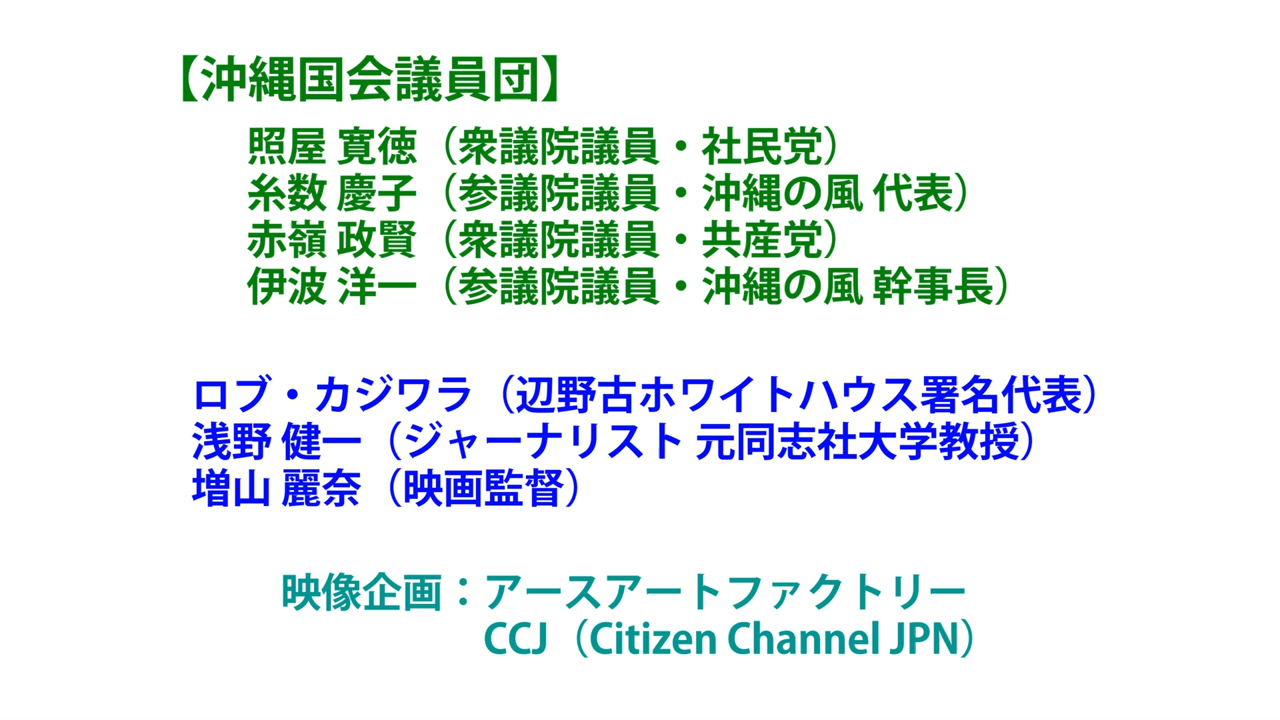 【沖縄国会議員団】
照屋 寛徳（衆議院議員・社民党）
糸数 慶子（参議院議員・沖縄の風 代表）
赤嶺 政賢（衆議院議員・共産党）
伊波 洋一（参議院議員・沖縄の風 幹事長）
ロブ・カジワラ（辺野古ホワイトハウス署名代表）
浅野 健一（ジャーナリスト 元同志社大学教授）
増山 麗奈（映画監督）
映像企画：アースアートファクトリー
CCJ（Citizen Channel JPN）